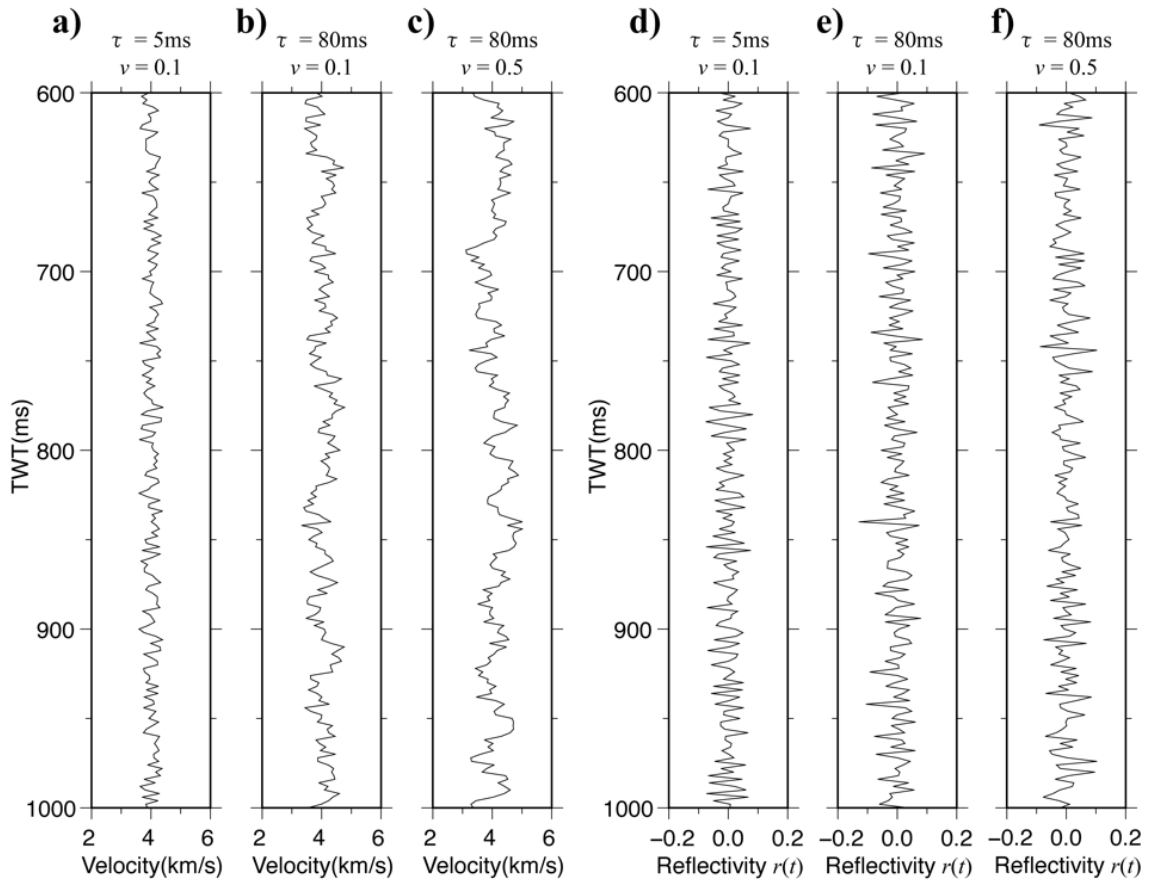 a) b) c) d) e) f)
τ = 5ms τ = 80ms τ = 80ms τ = 5ms τ = 80ms τ = 80ms
ν = 0.1 ν = 0.1 ν = 0.5 ν = 0.1 ν = 0.1 ν = 0.5
600 600
700 700
TWT(ms) 800 TWT(ms) 800
900 900
1000 1000
2 4 6 2 4 6 2 4 6 −0.2 0.0 0.2 −0.2 0.0 0.2 −0.2 0.0 0.2
Velocity(km/s) Velocity(km/s) Velocity(km/s) Reflectivity r(t) Reflectivity r(t) Reflectivity r(t)